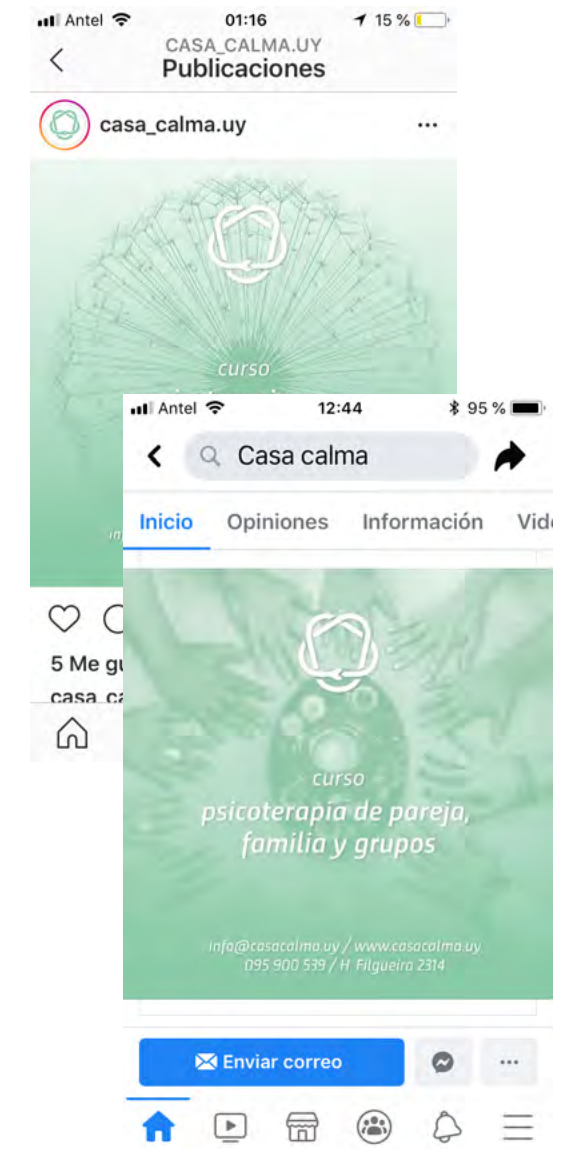 Antel 01:16 15 %
CASA_CALMA.UY
Publicaciones
casa_calma.uy
curso
5 Me
casa
Antel 12:44 95 %
Casa calma
Inicio Opiniones Información
curso
psicoterapia de pareja,
familia y grupos
info@casacalma.uy / www.casacalma.uy
095 900 539 / H Filgueira 2314
Enviar correo